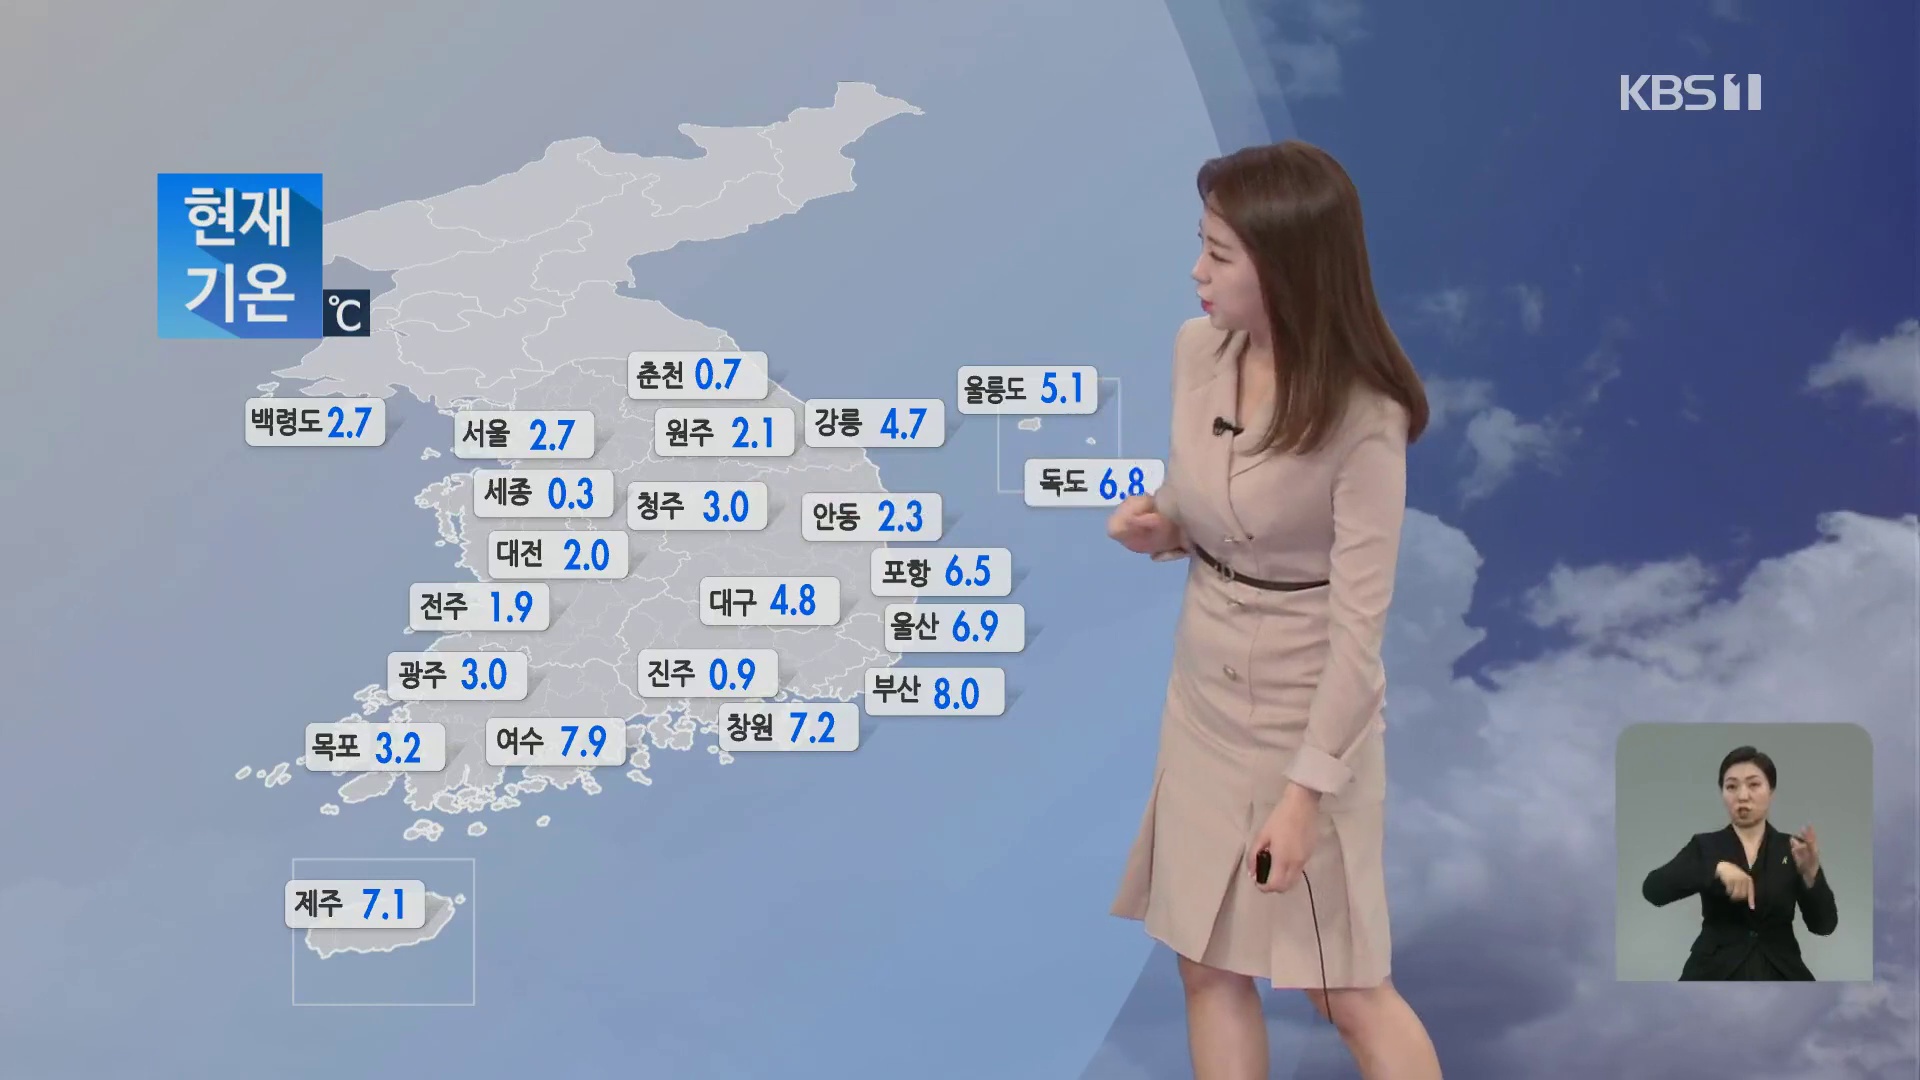 KBS 1
현재
기온
℃
춘천 0.7
울릉도 5.1
백령도 2.7
서울 2.7
원주 2.1
강릉 4.7
독도 6.8
세종 0.3
청주 3.0
안동 2.3
대전 2.0
포항 6.5
전주 1.9
대구 4.8
울산 6.9
광주 3.0
진주 0.9
부산 8.0
목포 3.2
여수 7.9
창원 7.2
제주 7.1